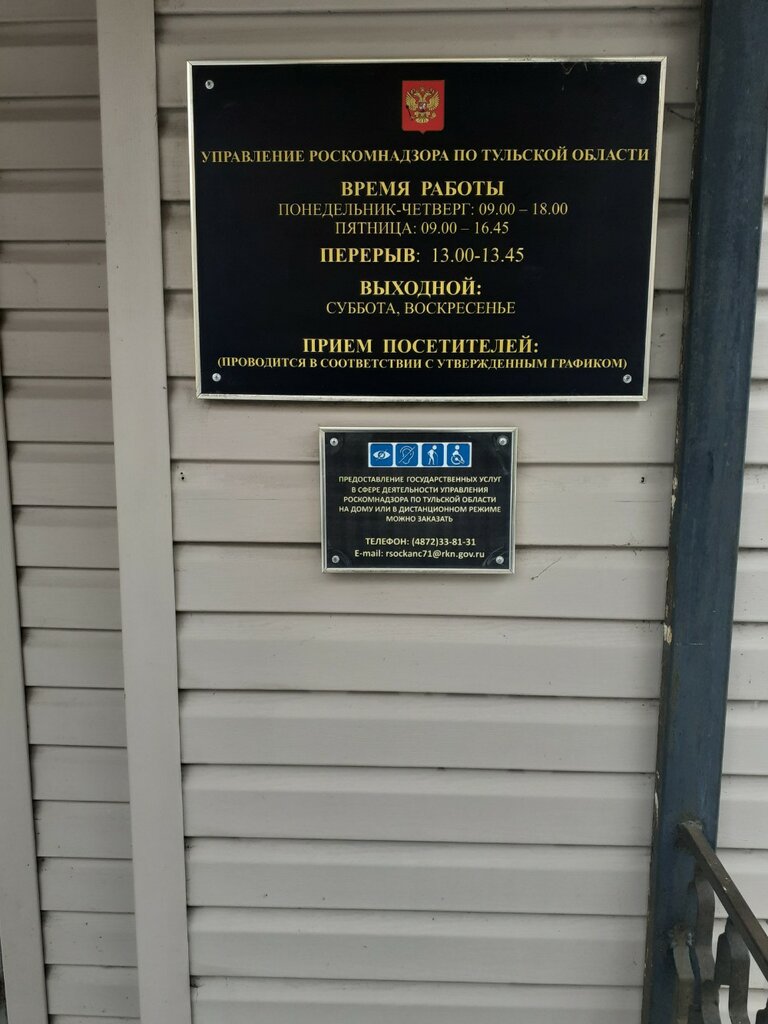 УПРАВЛЕНИЕ РОСКОМНАДЗОРА ПО ТУЛЬСКОЙ ОБЛАСТИ
ВРЕМЯ РАБОТЫ
ПОНЕДЕЛЬНИК-ЧЕТВЕРГ: 09.00 – 18.00
ПЯТНИЦА: 09.00 – 16.45
ПЕРЕРЫВ: 13.00-13.45
ВЫХОДНОЙ:
СУББОТА, ВОСКРЕСЕНЬЕ
ПРИЕМ ПОСЕТИТЕЛЕЙ:
(ПРОВОДИТСЯ В СООТВЕТСТВИИ С УТВЕРЖДЕННЫМ ГРАФИКОМ)
ПРЕДОСТАВЛЕНИЕ ГОСУДАРСТВЕННЫХ УСЛУГ
В СФЕРЕ ДЕЯТЕЛЬНОСТИ УПРАВЛЕНИЯ
РОСКОМНАДЗОРА ПО ТУЛЬСКОЙ ОБЛАСТИ
НА ДОМУ ИЛИ В ДИСТАНЦИОННОМ РЕЖИМЕ
МОЖНО ЗАКАЗАТЬ
ТЕЛЕФОН: (4872)33-81-31
E-mail: rsockanc71@rkn.gov.ru